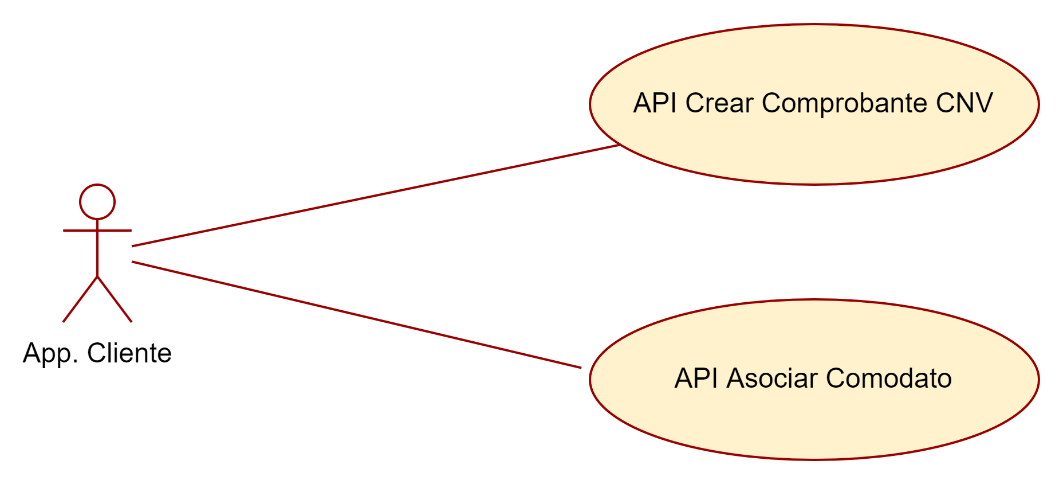 API Crear Comprobante CNV
App. Cliente
API Asociar Comodato